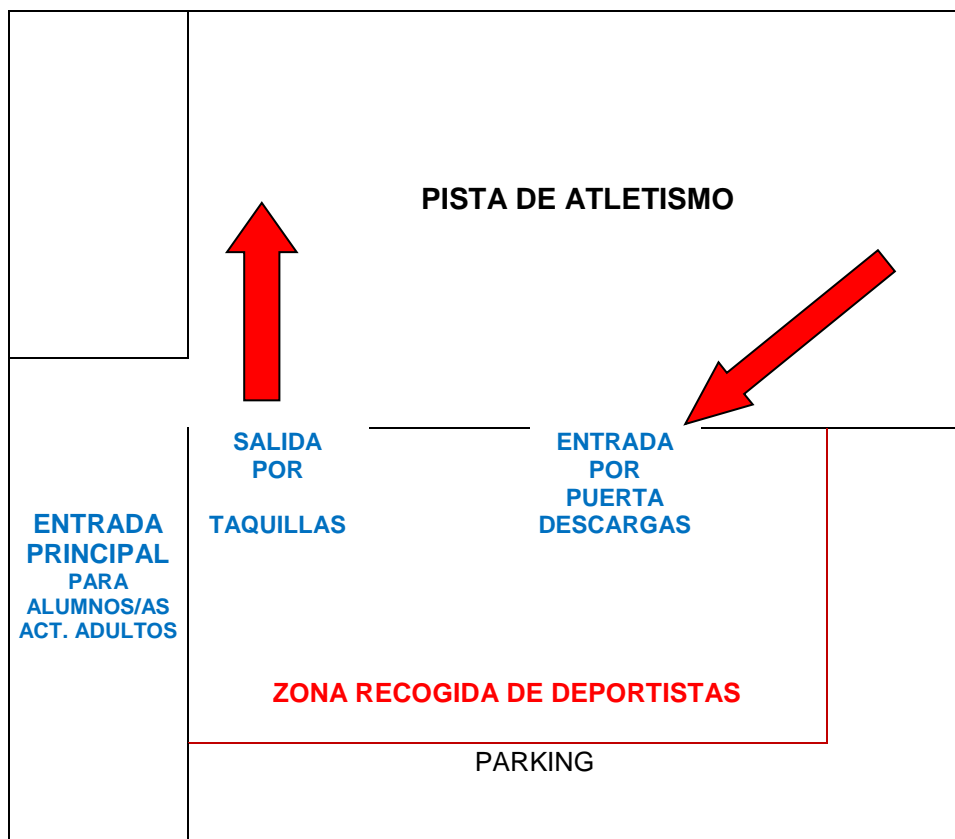 PISTA DE ATLETISMO
SALIDA
POR
TAQUILLAS
ENTRADA
POR
PUERTA
DESCARGAS
ENTRADA
PRINCIPAL
PARA
ALUMNOS/AS
ACT. ADULTOS
ZONA RECOGIDA DE DEPORTISTAS
PARKING